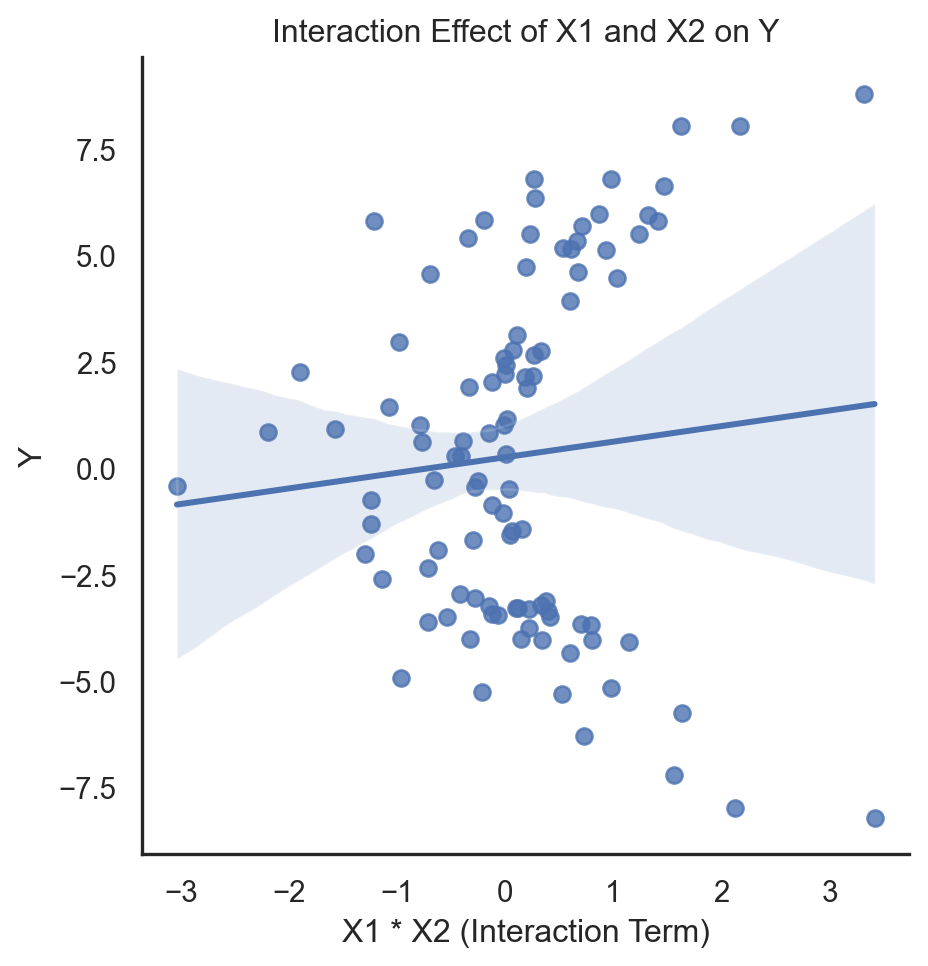 Interaction Effect of X1 and X2 on Y
7.5
5.0
2.5
0.0
−2.5
−5.0
−7.5
Y
−3 −2 −1 0 1 2 3
X1 * X2 (Interaction Term)